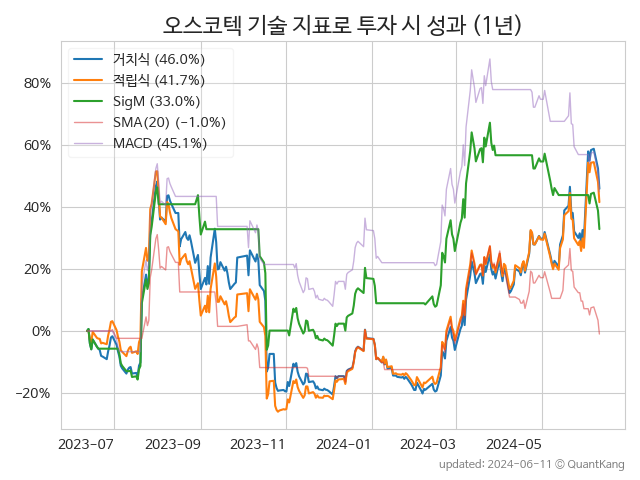 오스코텍 기술 지표로 투자 시 성과 (1년)
거치식 (46.0%)
적립식 (41.7%)
SigM (33.0%)
SMA(20) (−1.0%)
MACD (45.1%)
80%
60%
40%
20%
0%
−20%
2023-07 2023-09 2023-11 2024-01 2024-03 2024-05
updated: 2024-06-11 © QuantKang